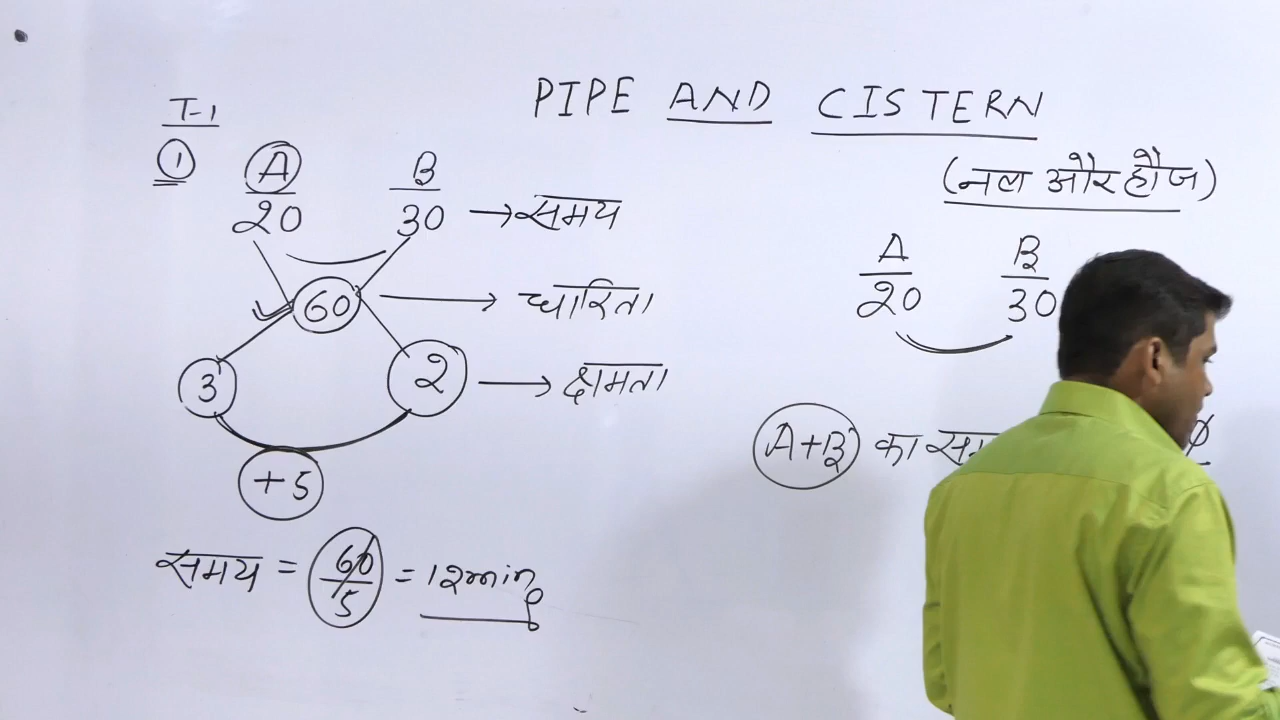 PIPE AND CISTERN
(नल और हौज)
T-1
① A B
20 30 → समय
60 → धारिता
3 2 → क्षमता
+5
समय = 60/5 = 12min
A B
20 30
A+B का